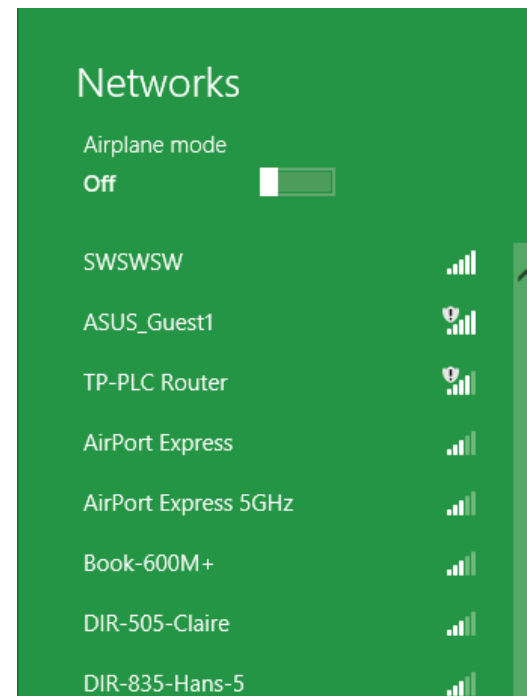 Networks
Airplane mode
Off
SWSWSW
ASUS_Guest1
TP-PLC Router
AirPort Express
AirPort Express 5GHz
Book-600M+
DIR-505-Claire
DIR-835-Hans-5